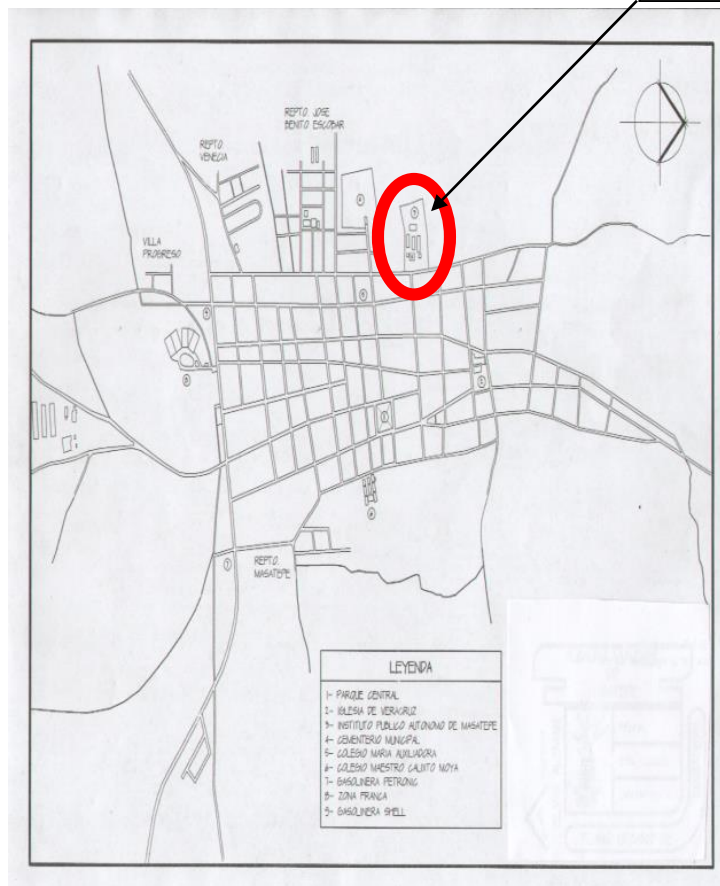 REPTO. JOSE
BENITO ESCOBAR
REPTO.
VENECIA
VILLA
PROGRESO
REPTO.
MASATEPE
LEYENDA
1- PARQUE CENTRAL
2- IGLESIA DE VERACRUZ
3- INSTITUTO PUBLICO AUTONOMO DE MASATEPE
4- CEMENTERIO MUNICIPAL
5- COLEGIO MARIA AUXILIADORA
6- COLEGIO MAESTRO CALIXTO MOYA
7- GASOLINERA PETRONIC
8- ZONA FRANCA
9- GASOLINERA SHELL